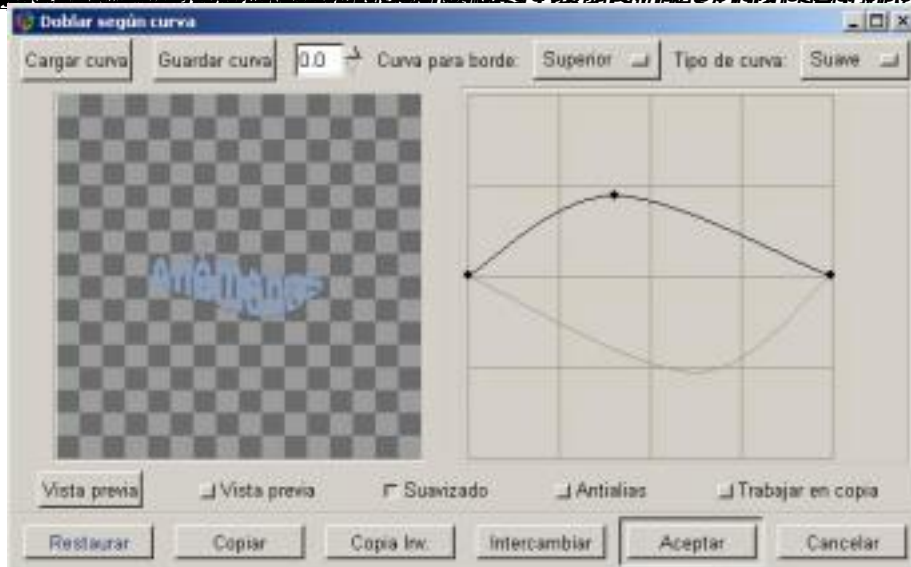 Doblar según curva
Cargar curva Guardar curva 0.0 Curva para borde: Superior Tipo de curva: Suave
Vista previa Vista previa Suavizado Antialias Trabajar en copia
Restaurar Copiar Copia Inv. Intercambiar Aceptar Cancelar